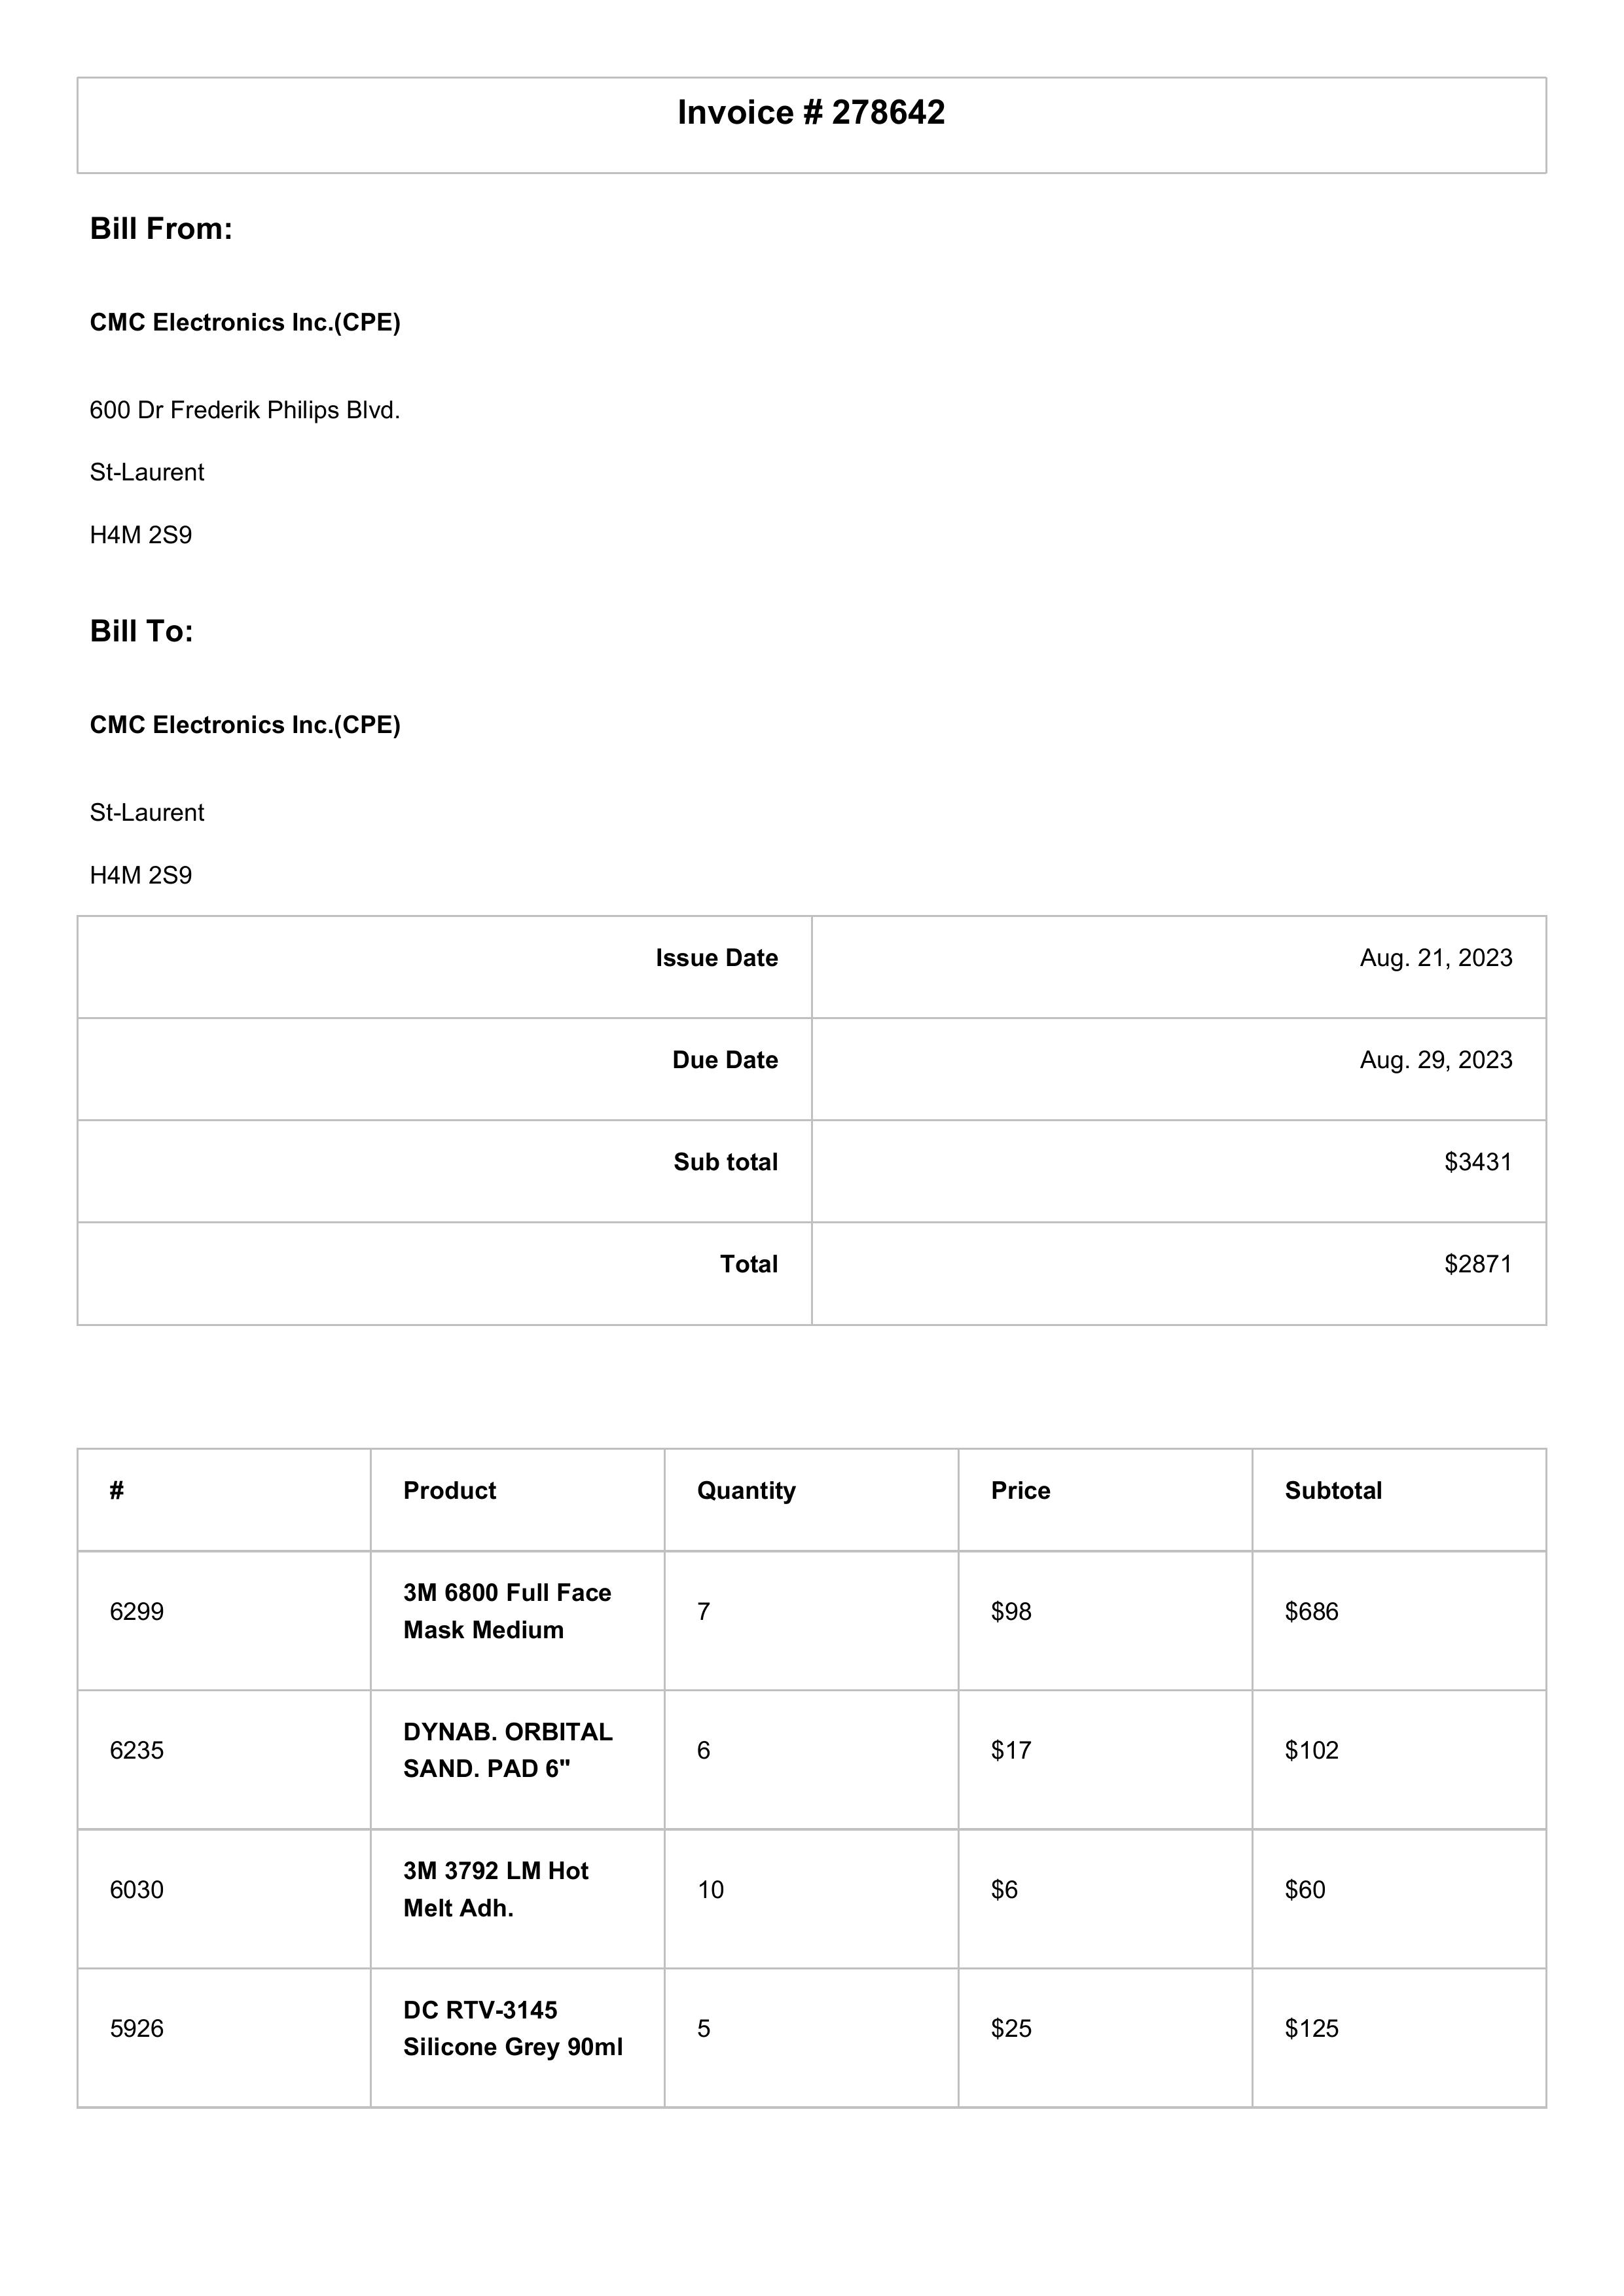 Invoice # 278642
Bill From:
CMC Electronics Inc.(CPE)
600 Dr Frederik Philips Blvd.
St-Laurent
H4M 2S9
Bill To:
CMC Electronics Inc.(CPE)
St-Laurent
H4M 2S9
Issue Date Aug. 21, 2023
Due Date Aug. 29, 2023
Sub total $3431
Total $2871
# Product Quantity Price Subtotal
6299 3M 6800 Full Face Mask Medium 7 $98 $686
6235 DYNAB. ORBITAL SAND. PAD 6" 6 $17 $102
6030 3M 3792 LM Hot Melt Adh. 10 $6 $60
5926 DC RTV-3145 Silicone Grey 90ml 5 $25 $125